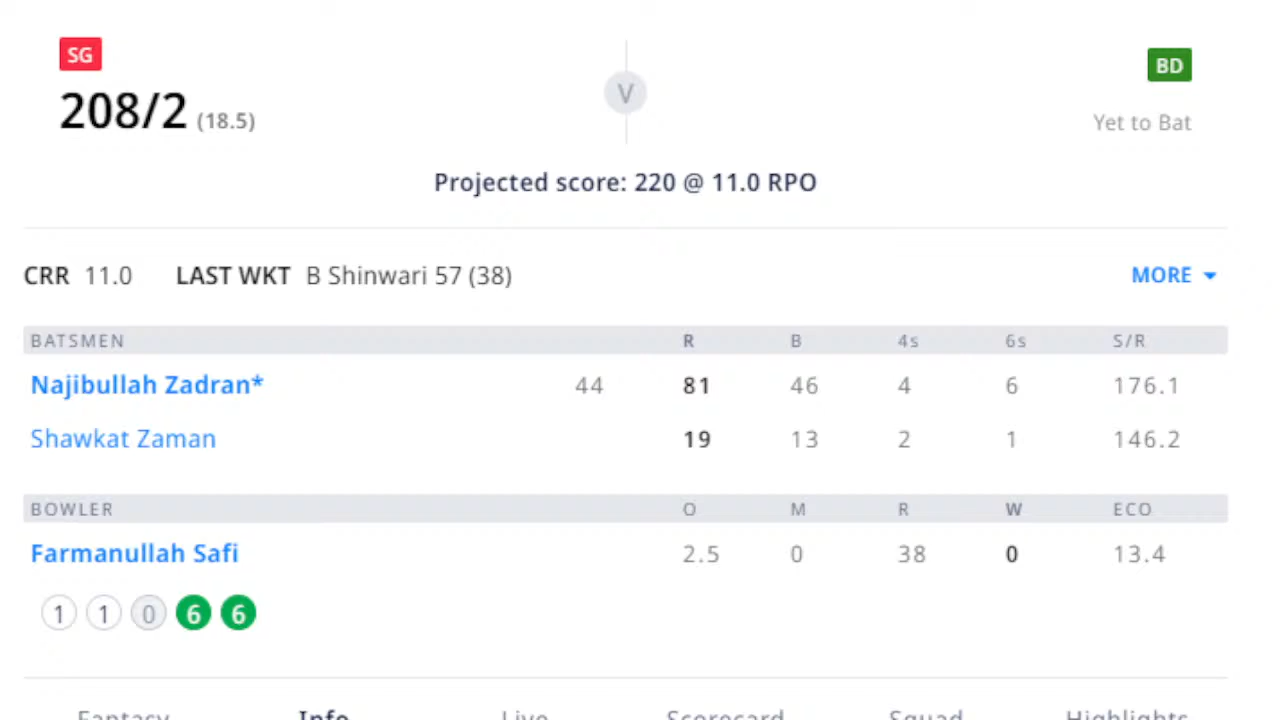 SG
BD
208/2 (18.5)
V
Yet to Bat
Projected score: 220 @ 11.0 RPO
CRR 11.0 LAST WKT B Shinwari 57 (38)
MORE
BATSMEN R B 4s 6s S/R
Najibullah Zadran* 44 81 46 4 6 176.1
Shawkat Zaman 19 13 2 1 146.2
BOWLER O M R W ECO
Farmanullah Safi 2.5 0 38 0 13.4
1 1 0 6 6
Fantasy Info Live Scorecard Squad Highlights